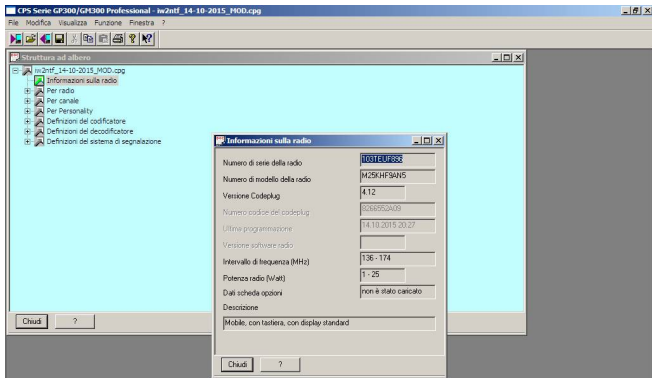 CPS Serie GP300/GM300 Professional - iw2ntf_14-10-2015_MOD.cpg
File Modifica Visualizza Funzione Finestra ?
Struttura ad albero
iw2ntf_14-10-2015_MOD.cpg
Informazioni sulla radio
Per radio
Per canale
Per Personality
Definizioni del codificatore
Definizioni del decodificatore
Definizioni del sistema di segnalazione
Chiudi ?
Informazioni sulla radio
Numero di serie della radio 103TEUF896
Numero di modello della radio M25KHF9AN5
Versione Codeplug 4.12
Numero codice del codeplug 8266552A09
Ultima programmazione 14.10.2015 20:27
Versione software radio
Intervallo di frequenza (MHz) 136 - 174
Potenza radio (Watt) 1 - 25
Dati scheda opzioni non è stato caricato
Descrizione
Mobile, con tastiera, con display standard
Chiudi ?